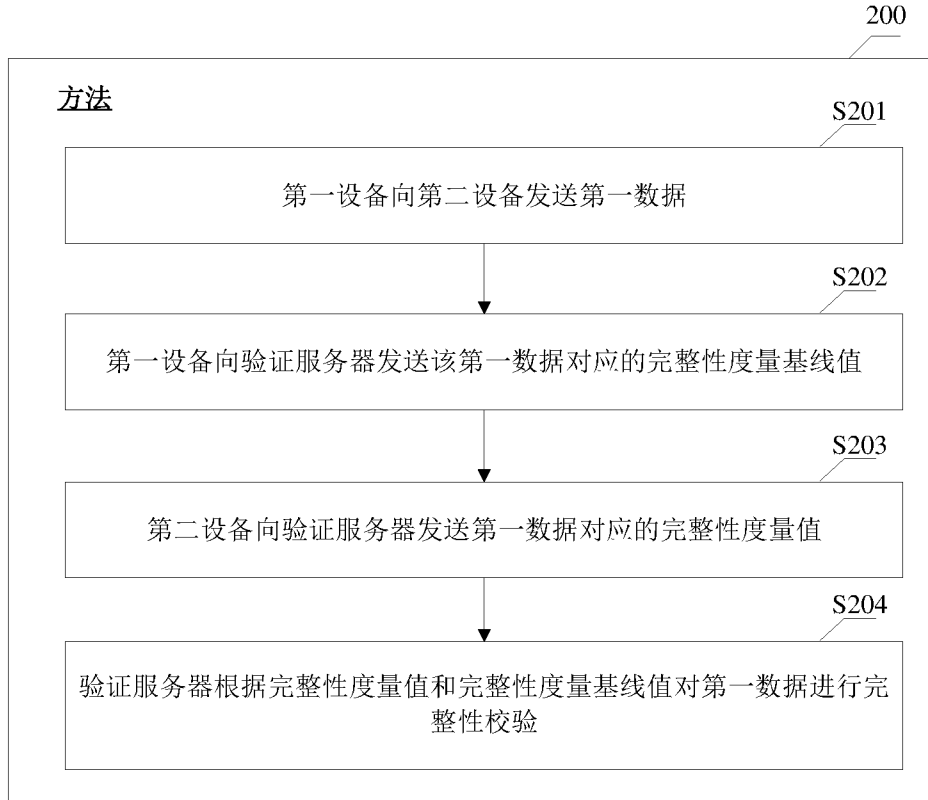 200
方法
S201
第一设备向第二设备发送第一数据
S202
第一设备向验证服务器发送该第一数据对应的完整性度量基线值
S203
第二设备向验证服务器发送第一数据对应的完整性度量值
S204
验证服务器根据完整性度量值和完整性度量基线值对第一数据进行完
整性校验